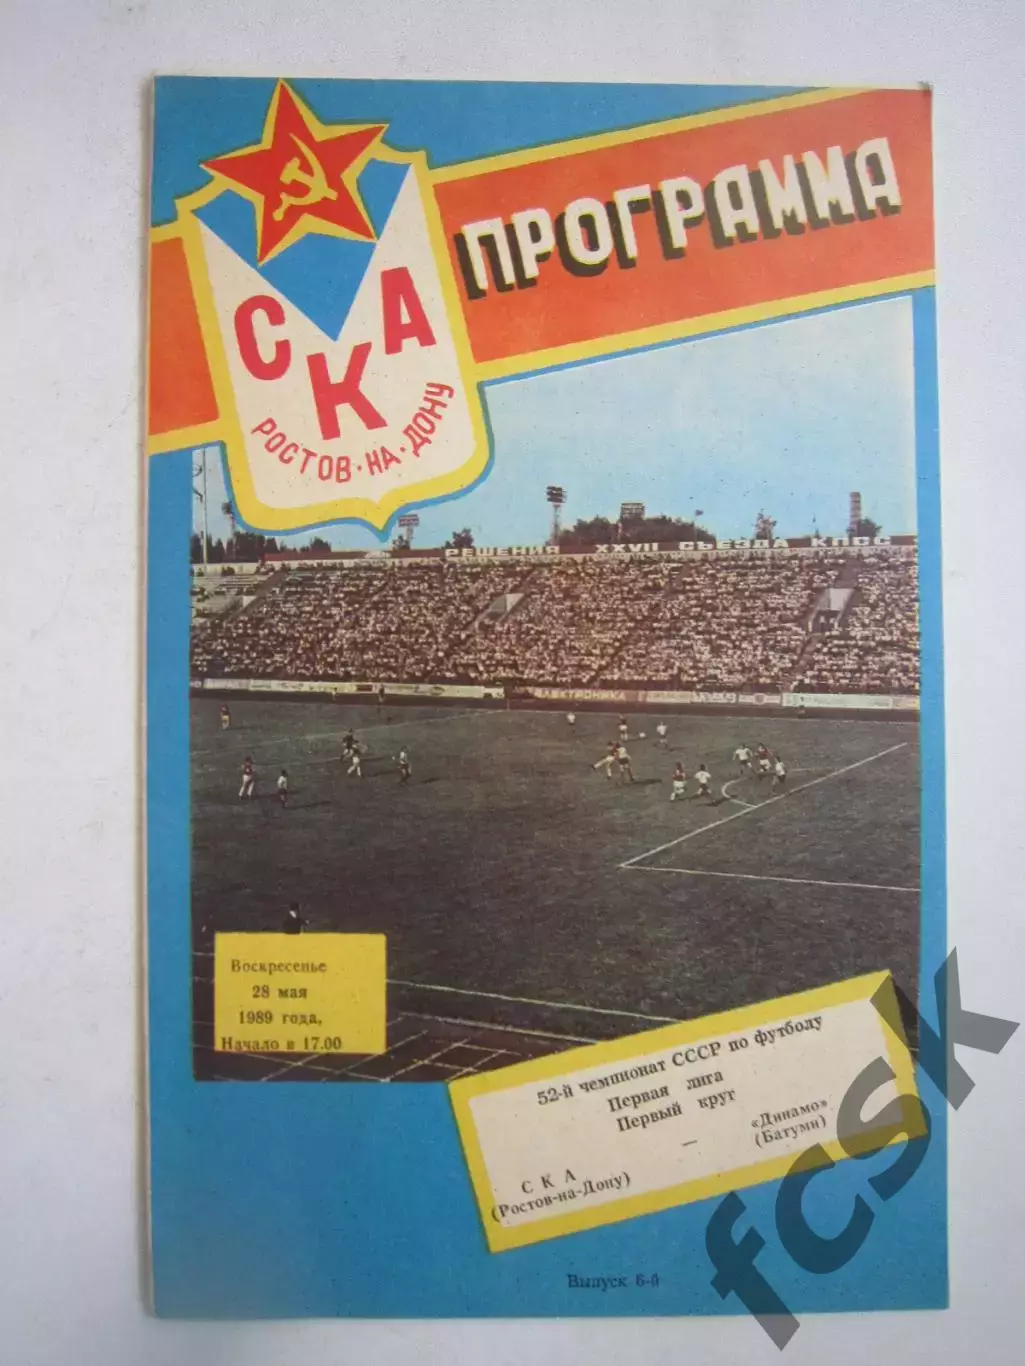 ПРОГРАММА
СКА
РОСТОВ·НА·ДОНУ
РЕШЕНИЯ XXVII СЪЕЗДА КПСС
ЭЛЕКТРОНИКА
Воскресенье
28 мая
1989 года,
Начало в 17.00
52-й чемпионат СССР по футболу
Первая лига
Первый круг
СКА — «Динамо»
(Ростов-на-Дону) (Батуми)
Выпуск 6-й
fcsk